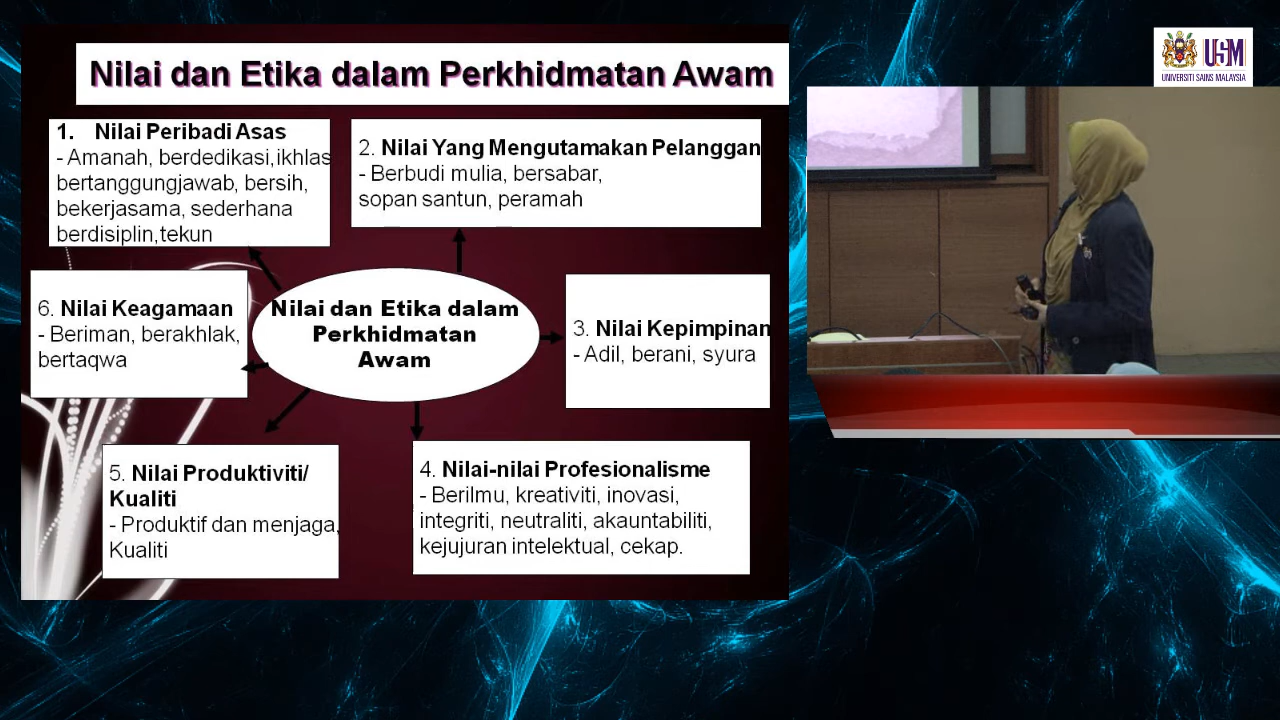 Nilai dan Etika dalam Perkhidmatan Awam
1. Nilai Peribadi Asas
- Amanah, berdedikasi,ikhlas
bertanggungjawab, bersih,
bekerjasama, sederhana
berdisiplin,tekun
2. Nilai Yang Mengutamakan Pelanggan
- Berbudi mulia, bersabar,
sopan santun, peramah
3. Nilai Kepimpinan
- Adil, berani, syura
4. Nilai-nilai Profesionalisme
- Berilmu, kreativiti, inovasi,
integriti, neutraliti, akauntabiliti,
kejujuran intelektual, cekap.
5. Nilai Produktiviti/
Kualiti
- Produktif dan menjaga,
Kualiti
6. Nilai Keagamaan
- Beriman, berakhlak,
bertaqwa
Nilai dan Etika dalam
Perkhidmatan
Awam
USM
UNIVERSITI SAINS MALAYSIA